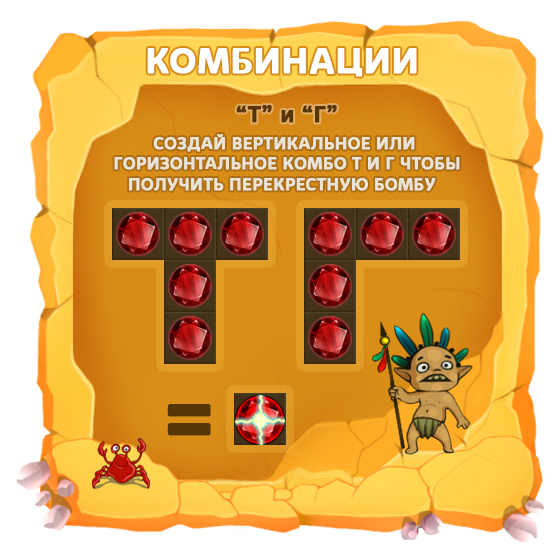 КОМБИНАЦИИ
“Т” и “Г”
СОЗДАЙ ВЕРТИКАЛЬНОЕ ИЛИ
ГОРИЗОНТАЛЬНОЕ КОМБО Т И Г ЧТОБЫ
ПОЛУЧИТЬ ПЕРЕКРЕСТНУЮ БОМБУ
=